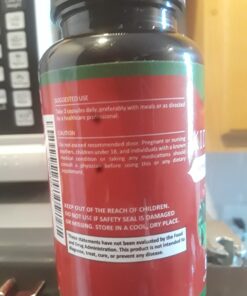 SUGGESTED USE
Take 3 capsules daily, preferably with meals or as directed
by a healthcare professional.
CAUTION
Do not exceed recommended dose. Pregnant or nursing
mothers, children under 18, and individuals with a known
medical condition or taking any medications should
consult a physician before using this or any dietary
supplement.
KEEP OUT OF THE REACH OF CHILDREN.
DO NOT USE IF SAFETY SEAL IS DAMAGED
OR MISSING. STORE IN A COOL, DRY PLACE.
These statements have not been evaluated by the Food
and Drug Administration. This product is not intended to
diagnose, treat, cure, or prevent any disease.